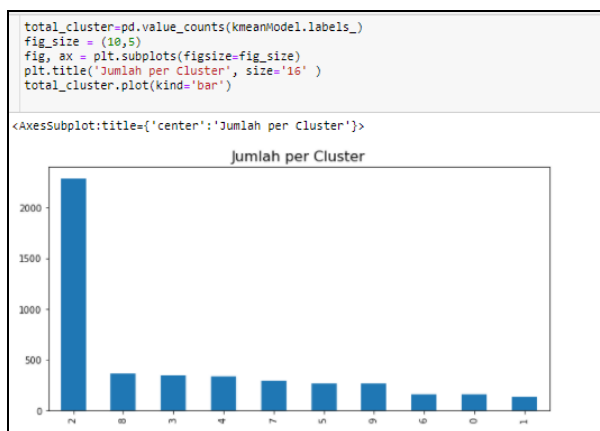 total_cluster=pd.value_counts(kmeanModel.labels_)
fig_size = (10,5)
fig, ax = plt.subplots(figsize=fig_size)
plt.title('Jumlah per Cluster', size='16' )
total_cluster.plot(kind='bar')
<AxesSubplot:title={'center':'Jumlah per Cluster'}>
Jumlah per Cluster
2000
1500
1000
500
0
2 8 3 4 7 5 9 6 0 1